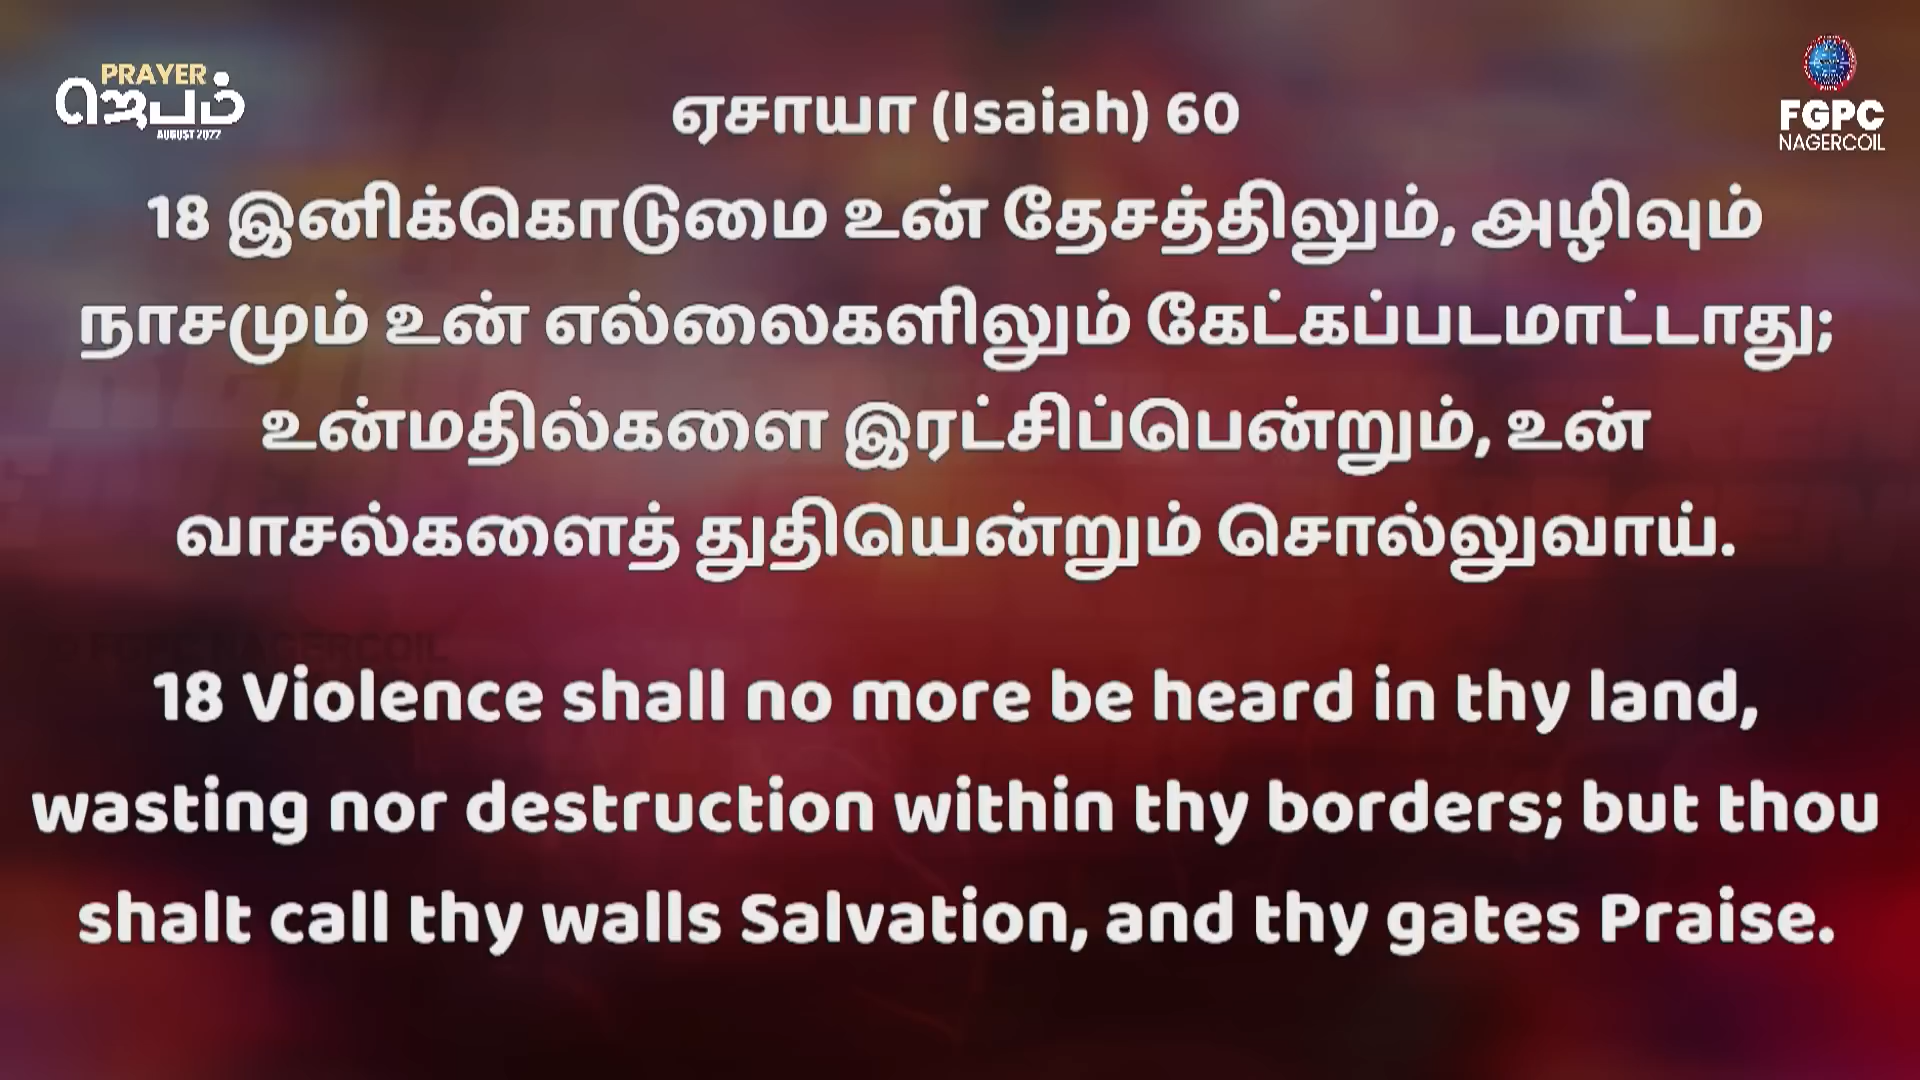 PRAYER
ஜெபம்
AUGUST 2022
FGPC
NAGERCOIL
ஏசாயா (Isaiah) 60
18 இனிக்கொடுமை உன் தேசத்திலும், அழிவும்
நாசமும் உன் எல்லைகளிலும் கேட்கப்படமாட்டாது;
உன்மதில்களை இரட்சிப்பென்றும், உன்
வாசல்களைத் துதியென்றும் சொல்லுவாய்.
© FGPC NAGERCOIL
18 Violence shall no more be heard in thy land,
wasting nor destruction within thy borders; but thou
shalt call thy walls Salvation, and thy gates Praise.